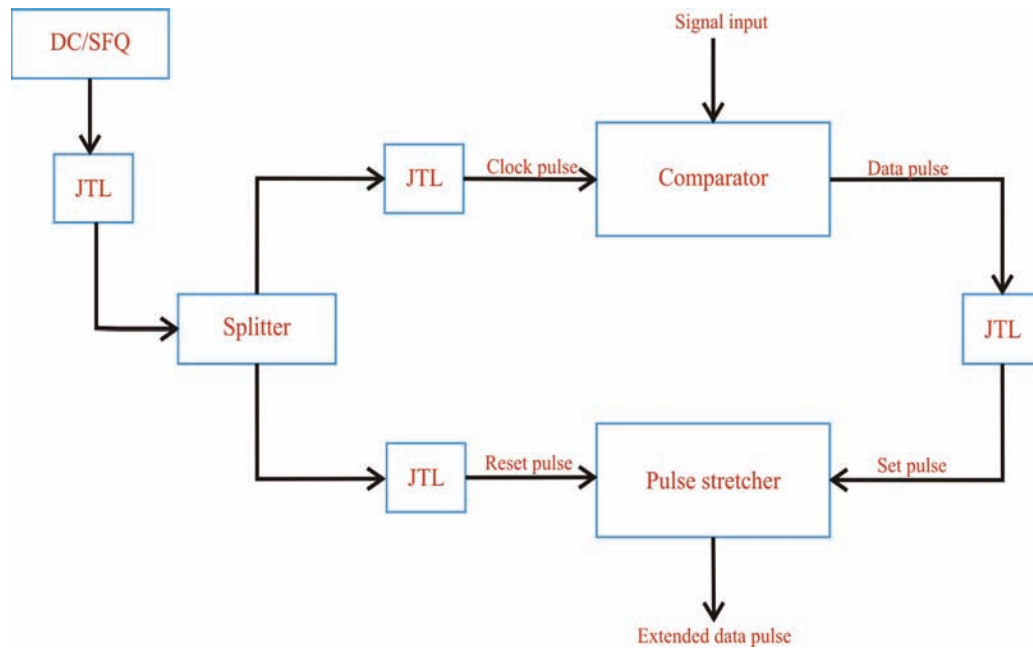 DC/SFQ
Signal input
JTL
JTL
Clock pulse
Comparator
Data pulse
Splitter
JTL
JTL
Reset pulse
Pulse stretcher
Set pulse
Extended data pulse